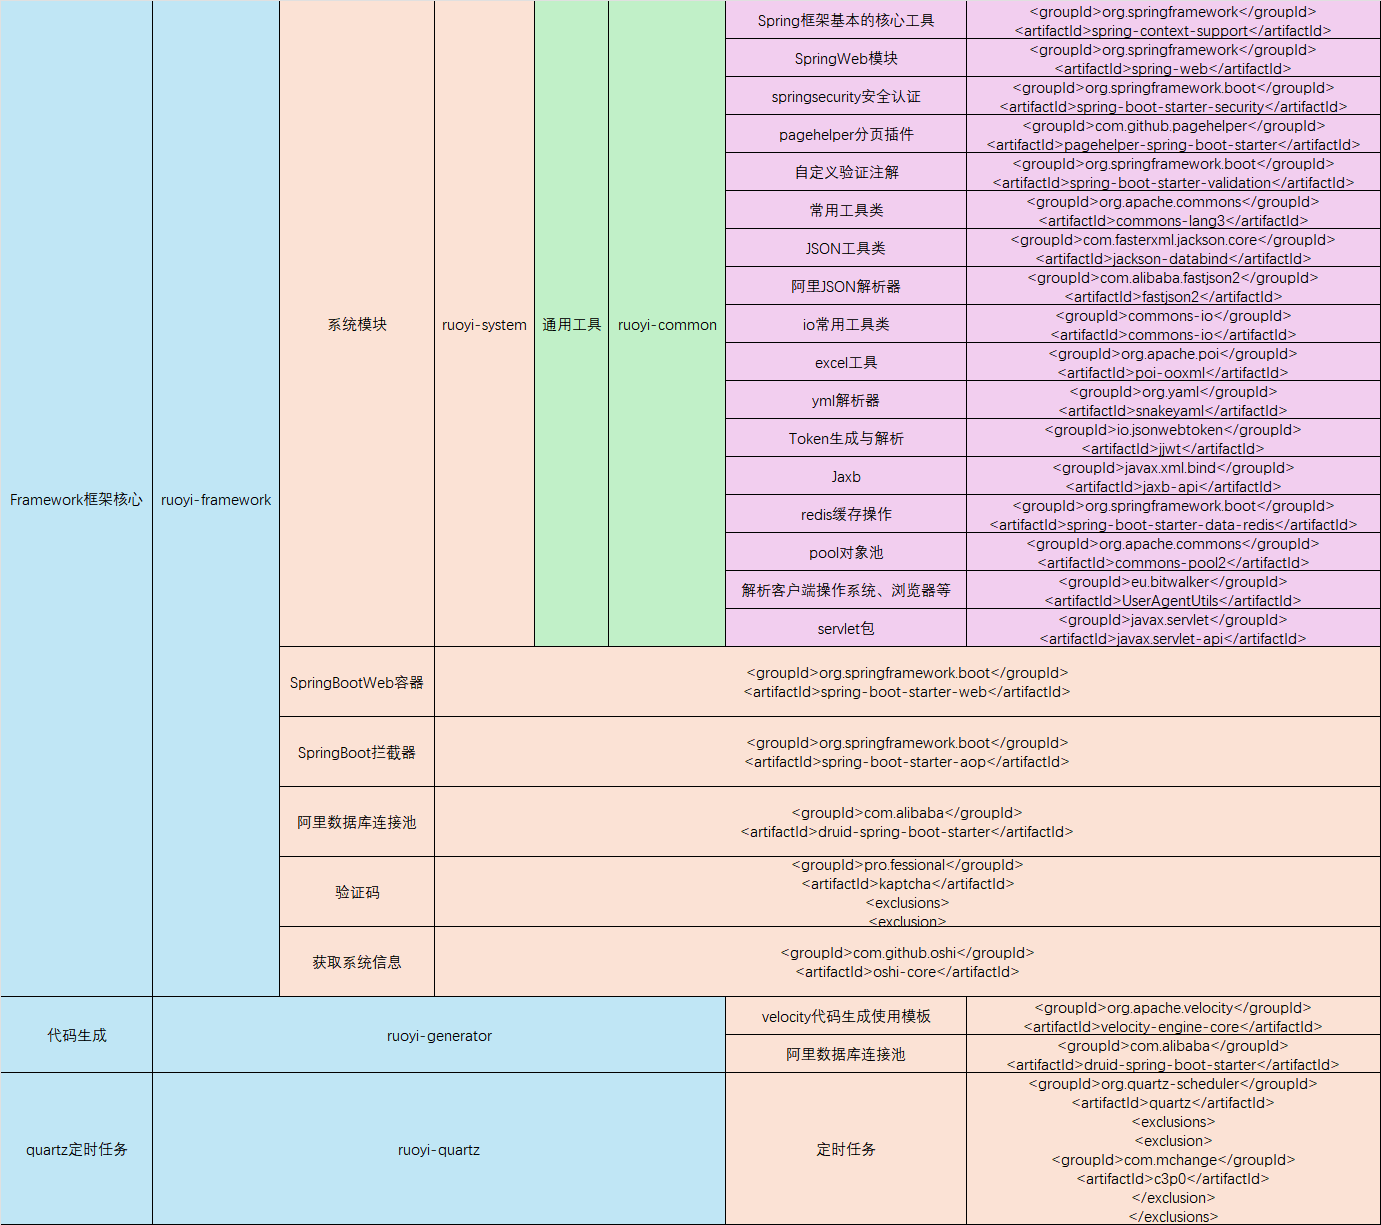 Framework框架核心
ruoyi-framework
系统模块
ruoyi-system
通用工具
ruoyi-common
Spring框架基本的核心工具
<groupId>org.springframework</groupId>
<artifactId>spring-context-support</artifactId>
SpringWeb模块
<groupId>org.springframework</groupId>
<artifactId>spring-web</artifactId>
springsecurity安全认证
<groupId>org.springframework.boot</groupId>
<artifactId>spring-boot-starter-security</artifactId>
pagehelper分页插件
<groupId>com.github.pagehelper</groupId>
<artifactId>pagehelper-spring-boot-starter</artifactId>
自定义验证注解
<groupId>org.springframework.boot</groupId>
<artifactId>spring-boot-starter-validation</artifactId>
常用工具类
<groupId>org.apache.commons</groupId>
<artifactId>commons-lang3</artifactId>
JSON工具类
<groupId>com.fasterxml.jackson.core</groupId>
<artifactId>jackson-databind</artifactId>
阿里JSON解析器
<groupId>com.alibaba.fastjson2</groupId>
<artifactId>fastjson2</artifactId>
io常用工具类
<groupId>commons-io</groupId>
<artifactId>commons-io</artifactId>
excel工具
<groupId>org.apache.poi</groupId>
<artifactId>poi-ooxml</artifactId>
yml解析器
<groupId>org.yaml</groupId>
<artifactId>snakeyaml</artifactId>
Token生成与解析
<groupId>io.jsonwebtoken</groupId>
<artifactId>jjwt</artifactId>
Jaxb
<groupId>javax.xml.bind</groupId>
<artifactId>jaxb-api</artifactId>
redis缓存操作
<groupId>org.springframework.boot</groupId>
<artifactId>spring-boot-starter-data-redis</artifactId>
pool对象池
<groupId>org.apache.commons</groupId>
<artifactId>commons-pool2</artifactId>
解析客户端操作系统、浏览器等
<groupId>eu.bitwalker</groupId>
<artifactId>UserAgentUtils</artifactId>
servlet包
<groupId>javax.servlet</groupId>
<artifactId>javax.servlet-api</artifactId>
SpringBootWeb容器
<groupId>org.springframework.boot</groupId>
<artifactId>spring-boot-starter-web</artifactId>
SpringBoot拦截器
<groupId>org.springframework.boot</groupId>
<artifactId>spring-boot-starter-aop</artifactId>
阿里数据库连接池
<groupId>com.alibaba</groupId>
<artifactId>druid-spring-boot-starter</artifactId>
验证码
<groupId>pro.fessional</groupId>
<artifactId>kaptcha</artifactId>
<exclusions>
<exclusion>
获取系统信息
<groupId>com.github.oshi</groupId>
<artifactId>oshi-core</artifactId>
代码生成
ruoyi-generator
velocity代码生成使用模板
<groupId>org.apache.velocity</groupId>
<artifactId>velocity-engine-core</artifactId>
阿里数据库连接池
<groupId>com.alibaba</groupId>
<artifactId>druid-spring-boot-starter</artifactId>
quartz定时任务
ruoyi-quartz
定时任务
<groupId>org.quartz-scheduler</groupId>
<artifactId>quartz</artifactId>
<exclusions>
<exclusion>
<groupId>com.mchange</groupId>
<artifactId>c3p0</artifactId>
</exclusion>
</exclusions>